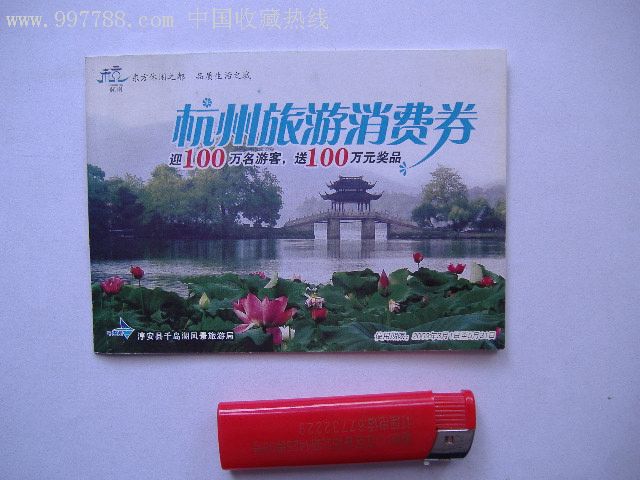 www.997788.com 中国收藏热线
杭州
东方休闲之都 品质生活之城
杭州旅游消费券
迎100万名游客，送100万元奖品
淳安县千岛湖风景旅游局